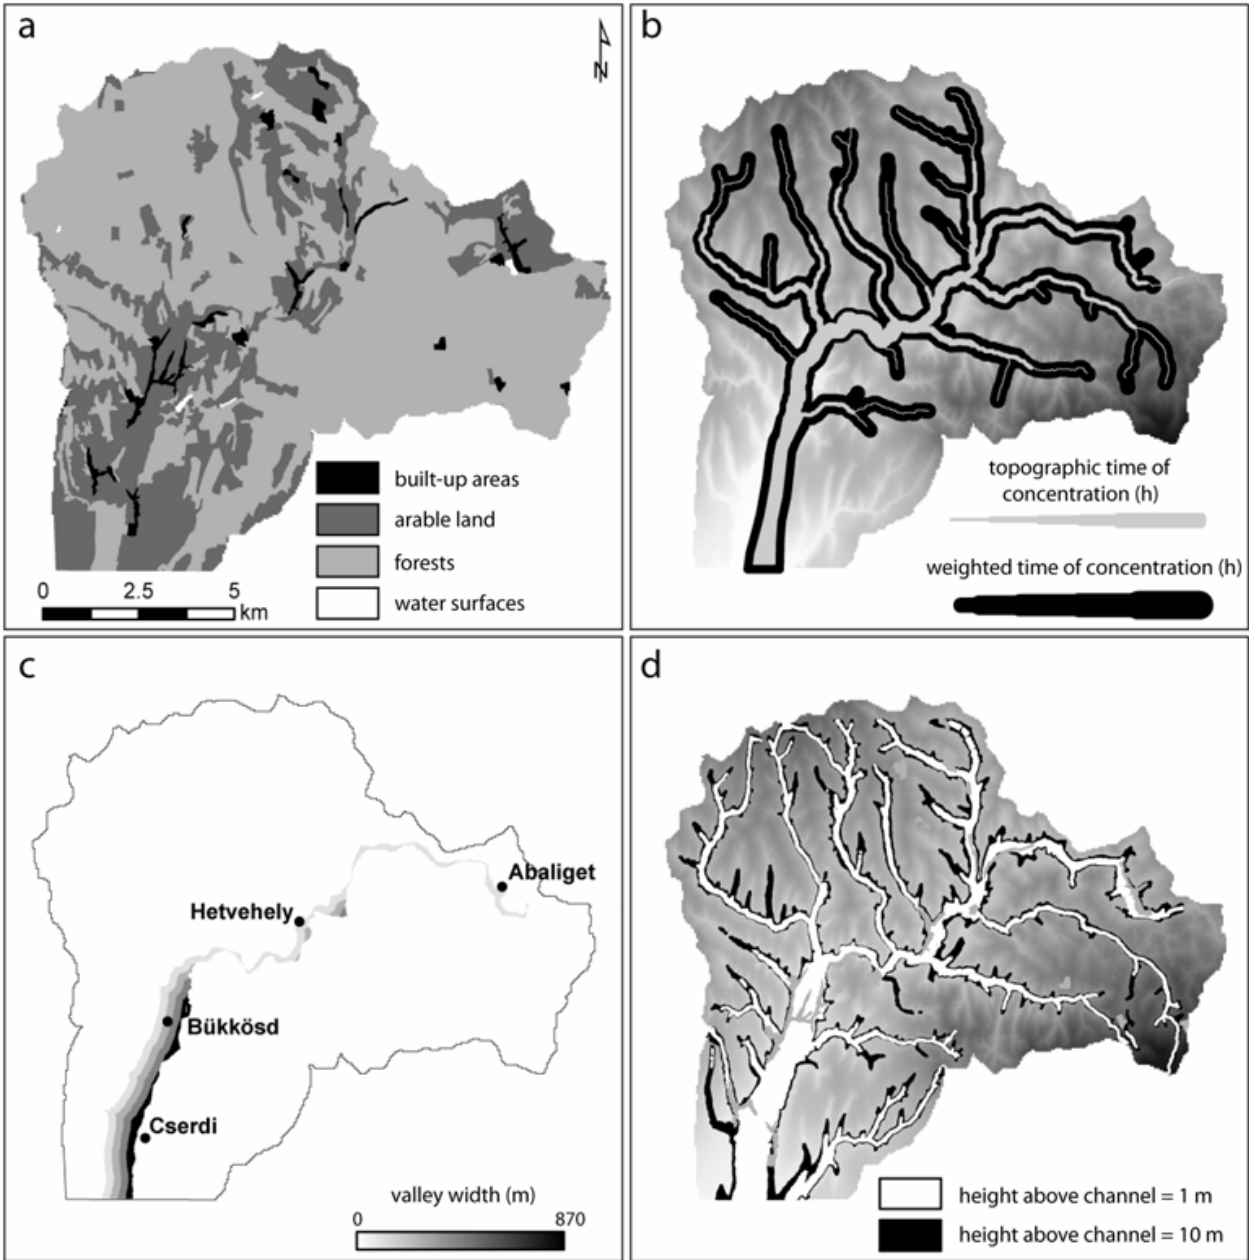 a
N
built-up areas
arable land
forests
water surfaces
0 2.5 5
km
b
topographic time of
concentration (h)
weighted time of concentration (h)
c
Abaliget
Hetvehely
Bükkösd
Cserdi
valley width (m)
0 870
d
height above channel = 1 m
height above channel = 10 m